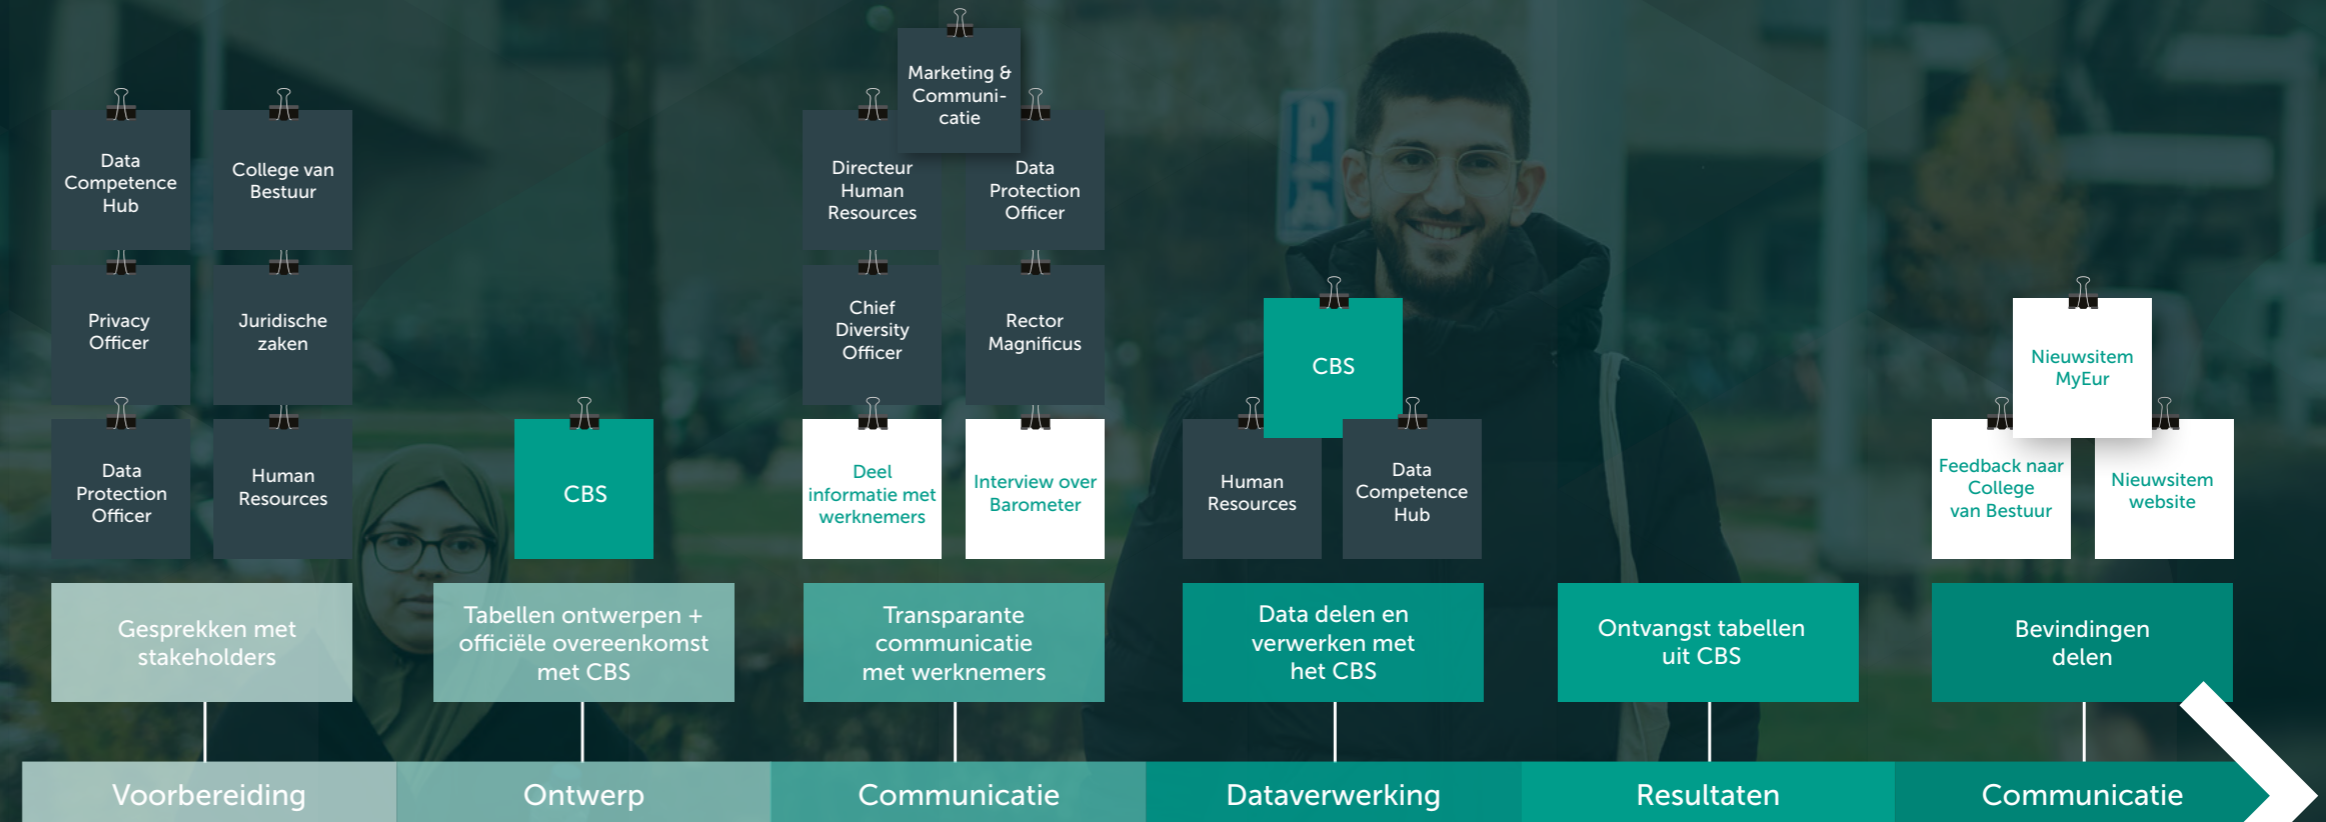 Marketing &
Communi-
catie
Data
Competence
Hub
College van
Bestuur
Directeur
Human
Resources
Data
Protection
Officer
Privacy
Officer
Juridische
zaken
Chief
Diversity
Officer
Rector
Magnificus
CBS
Nieuwsitem
MyEur
Data
Protection
Officer
Human
Resources
CBS
Deel
informatie met
werknemers
Interview over
Barometer
Human
Resources
Data
Competence
Hub
Feedback naar
College
van Bestuur
Nieuwsitem
website
Gesprekken met
stakeholders
Tabellen ontwerpen +
officiële overeenkomst
met CBS
Transparante
communicatie
met werknemers
Data delen en
verwerken met
het CBS
Ontvangst tabellen
uit CBS
Bevindingen
delen
Voorbereiding
Ontwerp
Communicatie
Dataverwerking
Resultaten
Communicatie